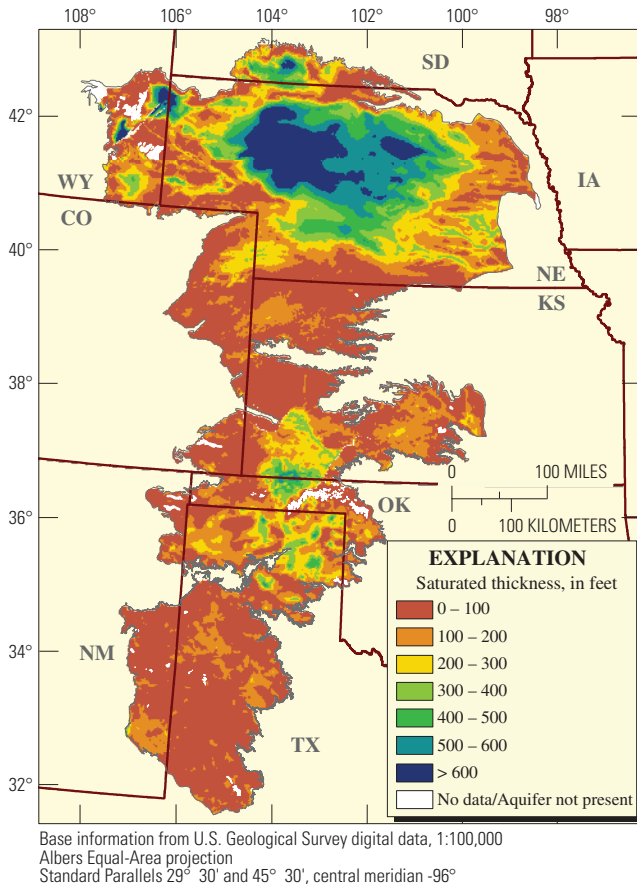 108° 106° 104° 102° 100° 98°
SD
42°
IA
WY
CO
40°
NE
KS
38°
0 100 MILES
OK
36°
0 100 KILOMETERS
EXPLANATION
Saturated thickness, in feet
0 – 100
100 – 200
NM
34°
200 – 300
300 – 400
TX
400 – 500
500 – 600
> 600
32°
No data/Aquifer not present
Base information from U.S. Geological Survey digital data, 1:100,000
Albers Equal-Area projection
Standard Parallels 29° 30' and 45° 30', central meridian -96°